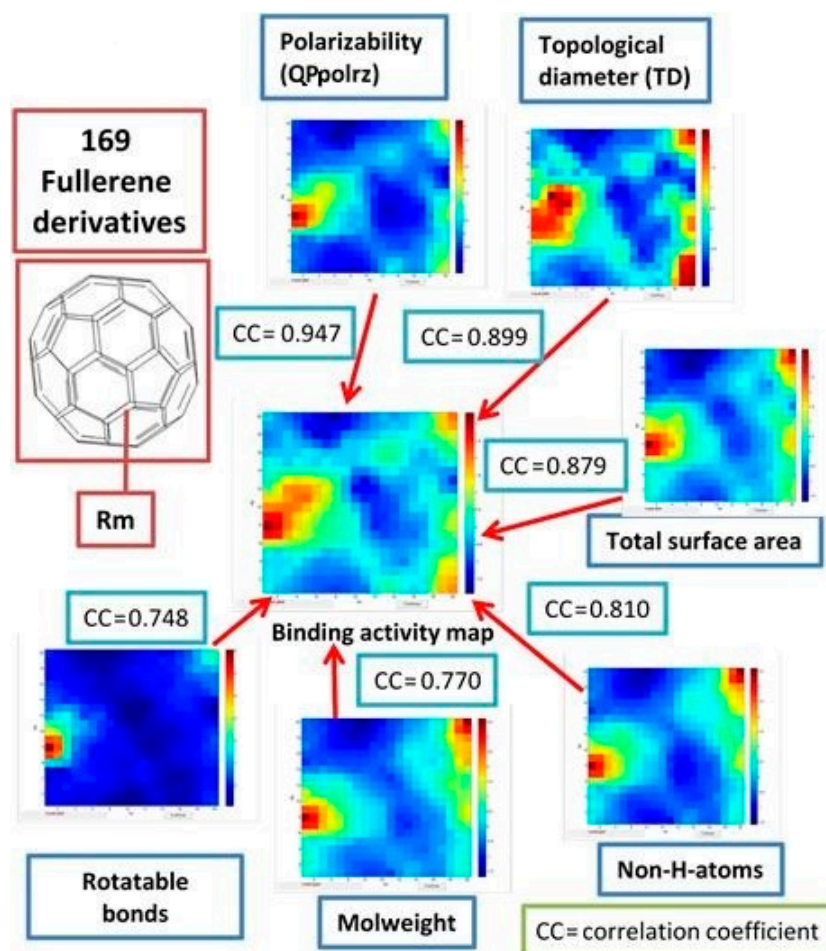 Polarizability
(QPpolrz)
Topological
diameter (TD)
169
Fullerene
derivatives
CC= 0.947
CC= 0.899
CC= 0.879
Rm
Total surface area
CC=0.748
CC= 0.810
Binding activity map
CC= 0.770
Rotatable
bonds
Molweight
Non-H-atoms
CC= correlation coefficient